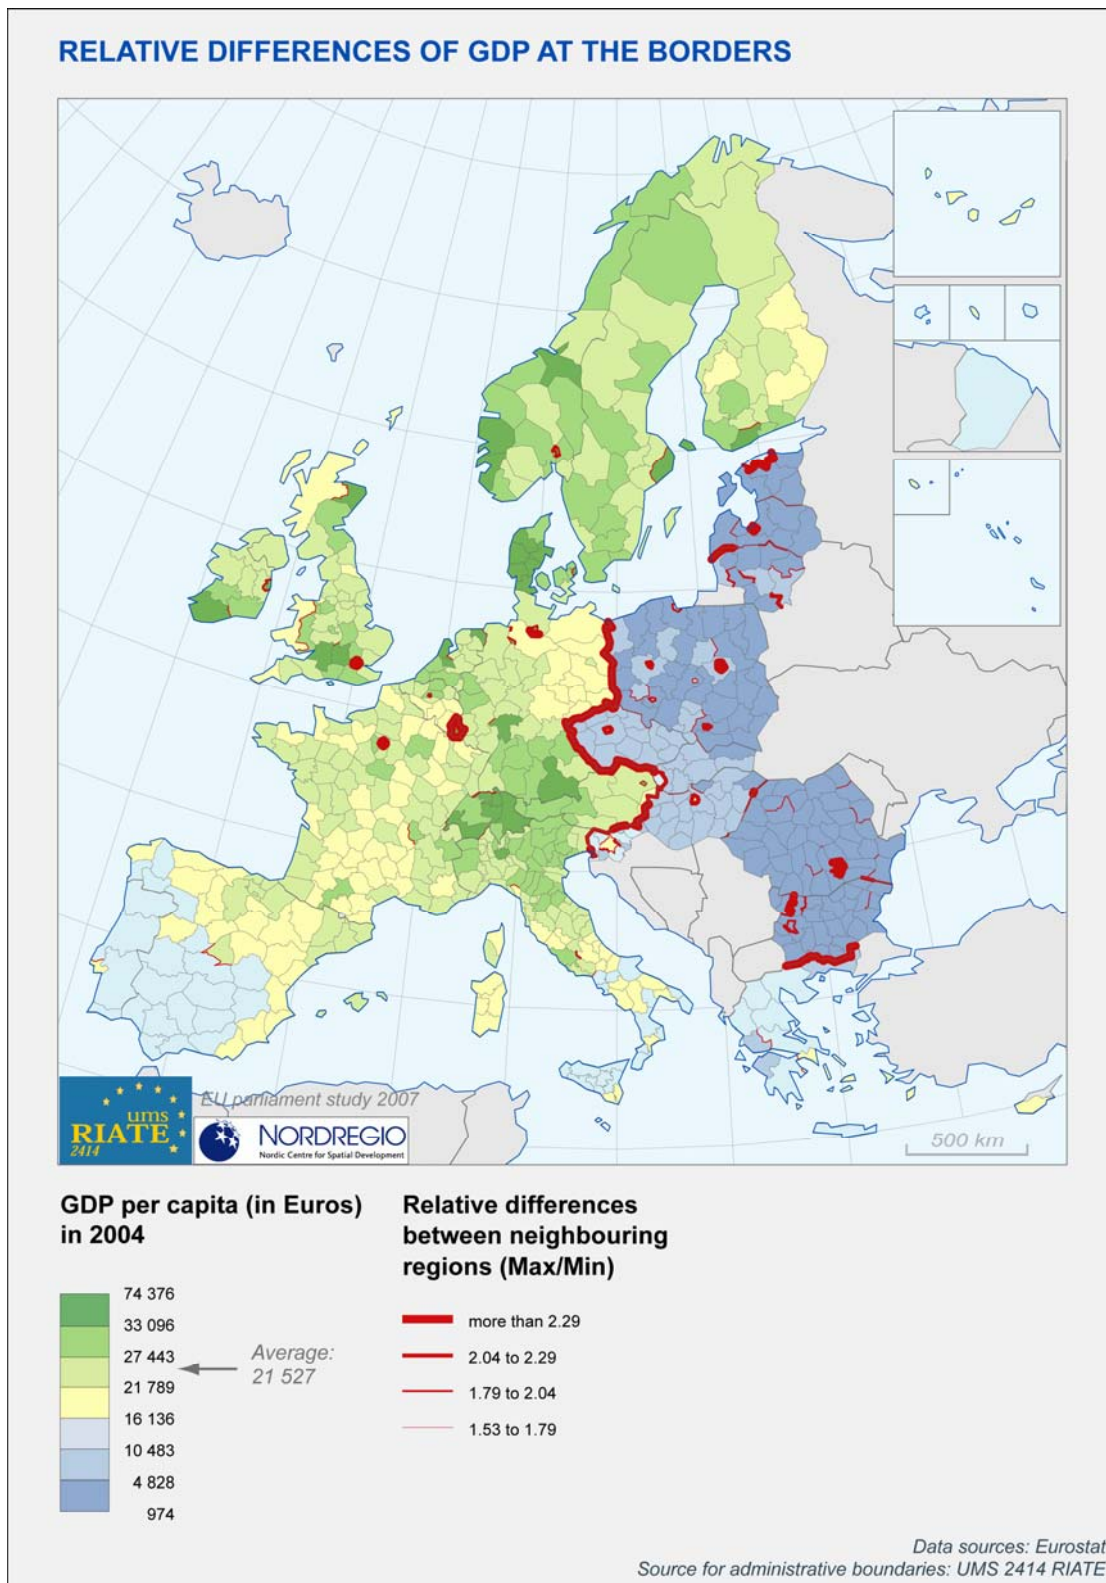 RELATIVE DIFFERENCES OF GDP AT THE BORDERS
ums
RIATE
2414
EU parliament study 2007
NORDREGIO
Nordic Centre for Spatial Development
500 km
GDP per capita (in Euros)
in 2004
74 376
33 096
27 443
21 789
16 136
10 483
4 828
974
Average:
21 527
Relative differences
between neighbouring
regions (Max/Min)
more than 2.29
2.04 to 2.29
1.79 to 2.04
1.53 to 1.79
Data sources: Eurostat
Source for administrative boundaries: UMS 2414 RIATE